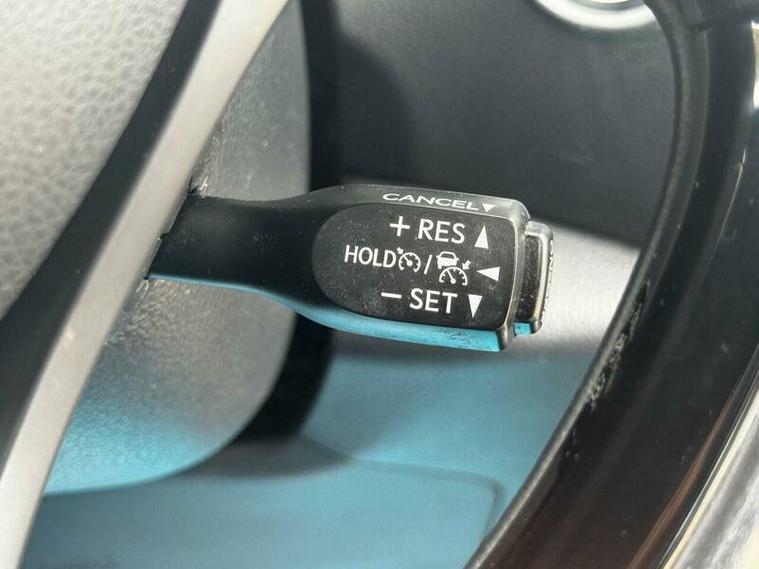 CANCEL
+ RES
HOLD /
− SET